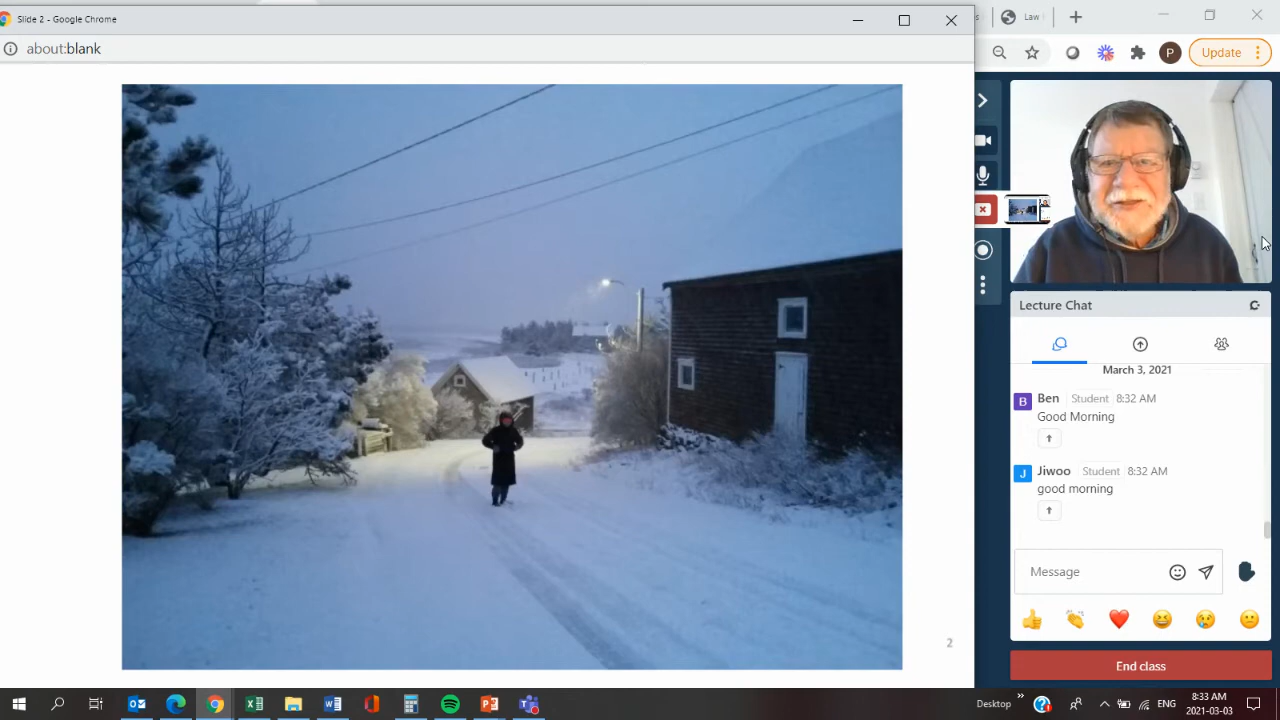 Slide 2 - Google Chrome
Law
about:blank
P
Update
Lecture Chat
March 3, 2021
B
Ben
Student
8:32 AM
Good Morning
J
Jiwoo
Student
8:32 AM
good morning
Message
2
End class
Desktop
ENG
8:33 AM
2021-03-03